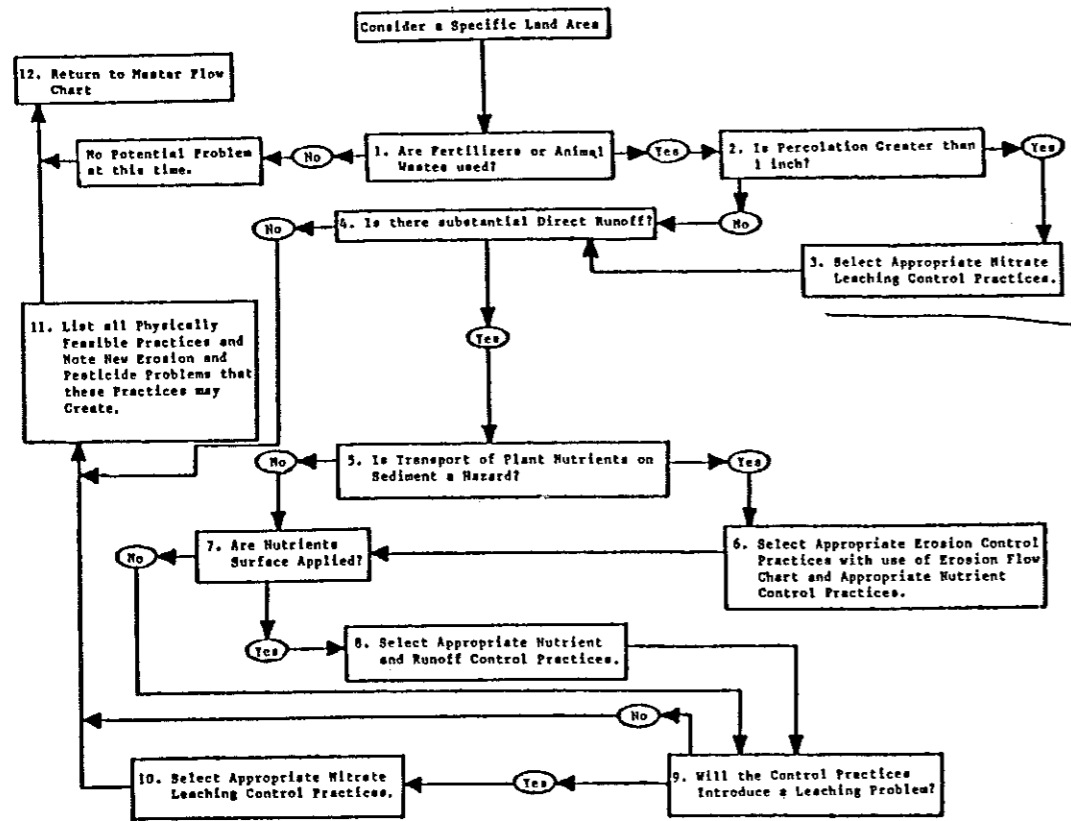 Consider a Specific Land Area
12. Return to Master Flow
Chart
No Potential Problem
at this time.
No
1. Are Fertilizers or Animal
Wastes used?
Yes
2. Is Percolation Greater than
1 inch?
Yes
No
4. Is there substantial Direct Runoff?
No
3. Select Appropriate Nitrate
Leaching Control Practices.
11. List all Physically
Feasible Practices and
Note New Erosion and
Pesticide Problems that
these Practices may
Create.
Yes
No
5. Is Transport of Plant Nutrients on
Sediment a Hazard?
Yes
No
7. Are Nutrients
Surface Applied?
6. Select Appropriate Erosion Control
Practices with use of Erosion Flow
Chart and Appropriate Nutrient
Control Practices.
Yes
8. Select Appropriate Nutrient
and Runoff Control Practices.
No
10. Select Appropriate Nitrate
Leaching Control Practices.
Yes
9. Will the Control Practices
Introduce a Leaching Problem?